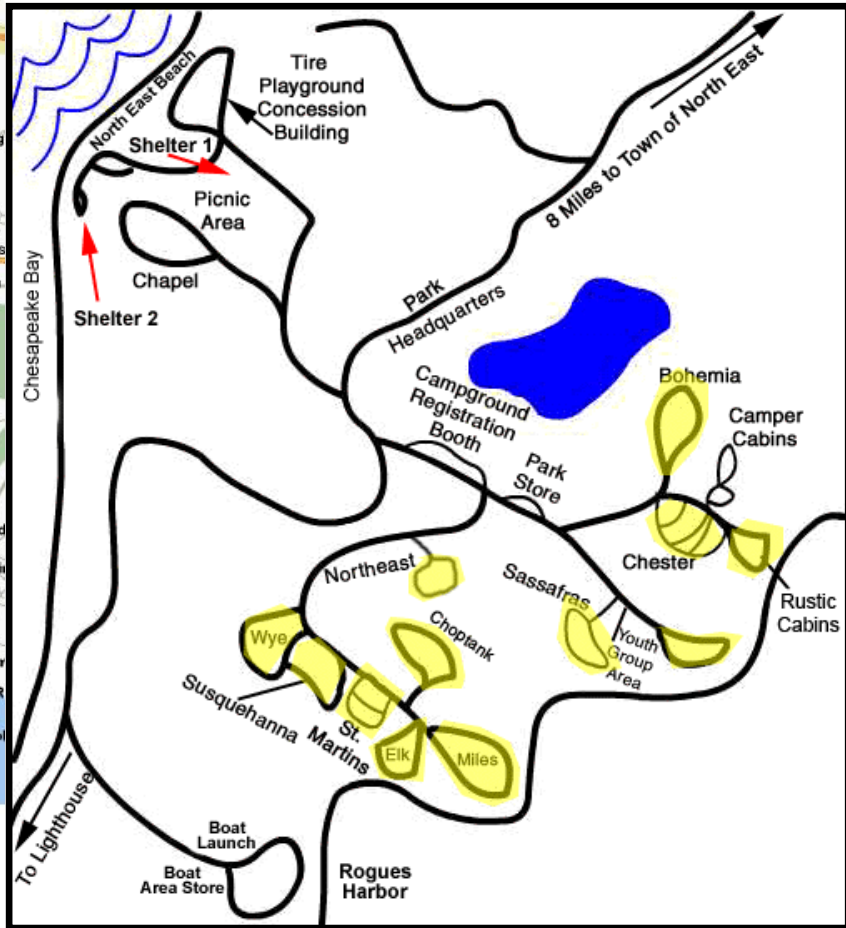 North East Beach
Tire
Playground
Concession
Building
Shelter 1
8 Miles to Town of North East
Picnic
Area
Chapel
Shelter 2
Chesapeake Bay
Park
Headquarters
Campground
Registration
Booth
Park
Store
Bohemia
Camper
Cabins
Chester
Rustic
Cabins
Northeast
Sassafras
Youth
Group
Area
Choptank
Wye
Susquehanna
St.
Martins
Elk
Miles
To Lighthouse
Boat
Launch
Boat
Area Store
Rogues
Harbor